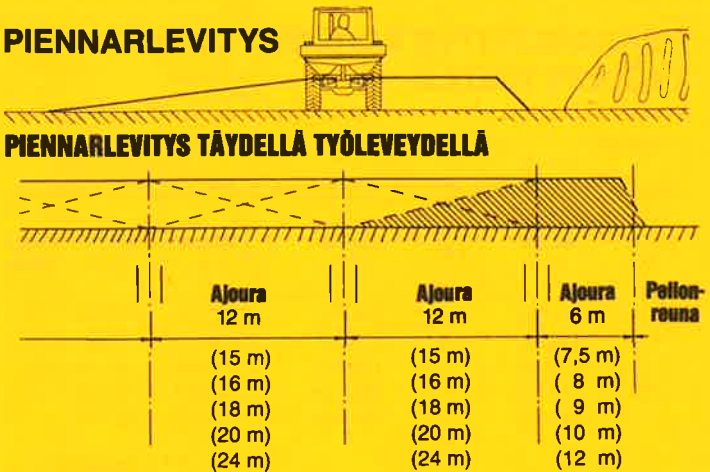 PIENNARLEVITYS
PIENNARLEVITYS TÄYDELLÄ TYÖLEVEYDELLÄ
Ajoura Ajoura Ajoura Pellon-
12 m 12 m 6 m reuna
(15 m) (15 m) (7,5 m)
(16 m) (16 m) ( 8 m)
(18 m) (18 m) ( 9 m)
(20 m) (20 m) (10 m)
(24 m) (24 m) (12 m)